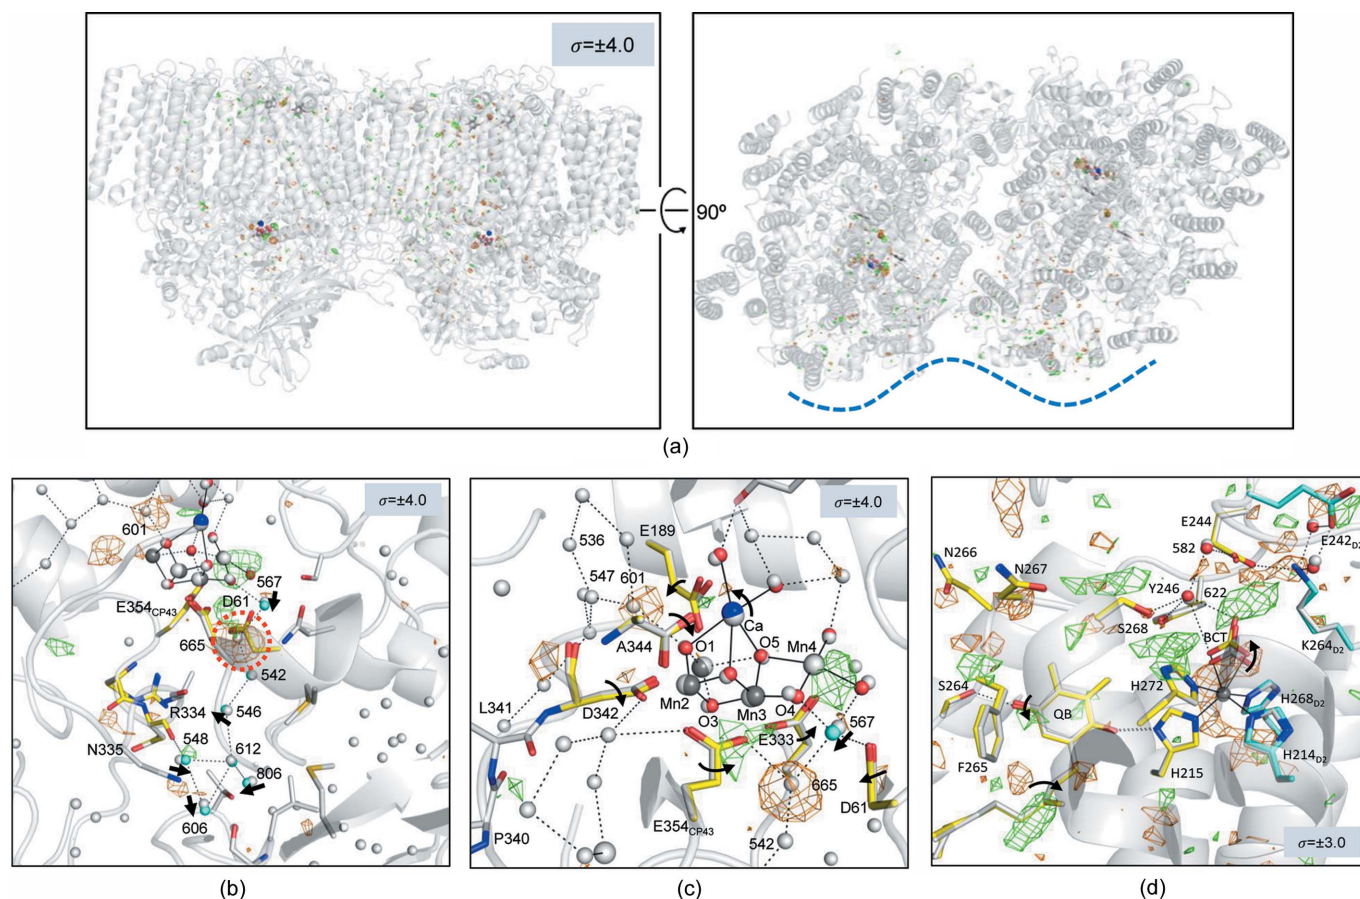 σ=±4.0
90º
(a)
σ=±4.0
601
567
E354CP43
D61
665
542
R334
546
N335
548
612
806
606
(b)
σ=±4.0
E189
536
547
601
Ca
A344
O1
O5
Mn4
L341
D342
Mn2
O3
Mn3
O4
567
E333
665
D61
E354CP43
P340
542
(c)
E244
N266
N267
582
E242D2
Y246
622
S268
BCT
K264D2
S264
H272
QB
H268D2
F265
H215
H214D2
σ=±3.0
(d)